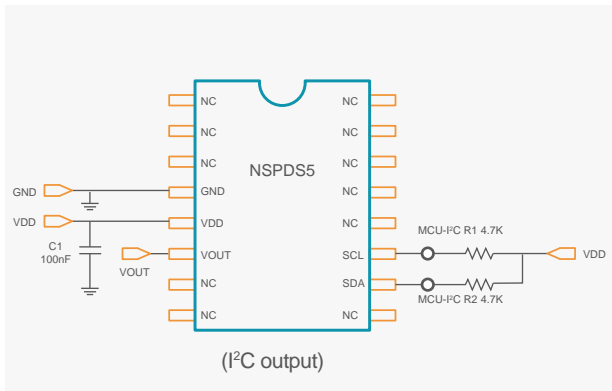 NC NC
NC NC
NC NC
NSPDS5
GND GND NC
VDD VDD NC
C1
100nF
VOUT VOUT SCL MCU-I²C R1 4.7K VDD
NC SDA MCU-I²C R2 4.7K
NC NC
(I²C output)